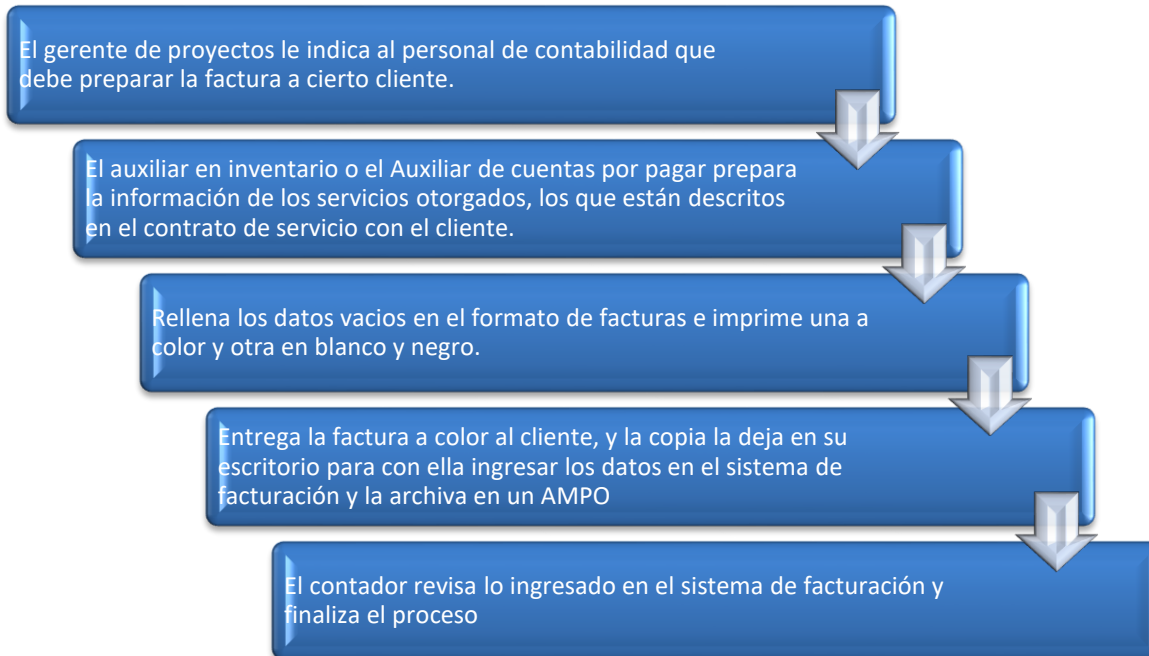 El gerente de proyectos le indica al personal de contabilidad que
debe preparar la factura a cierto cliente.
El auxiliar en inventario o el Auxiliar de cuentas por pagar prepara
la información de los servicios otorgados, los que están descritos
en el contrato de servicio con el cliente.
Rellena los datos vacios en el formato de facturas e imprime una a
color y otra en blanco y negro.
Entrega la factura a color al cliente, y la copia la deja en su
escritorio para con ella ingresar los datos en el sistema de
facturación y la archiva en un AMPO
El contador revisa lo ingresado en el sistema de facturación y
finaliza el proceso